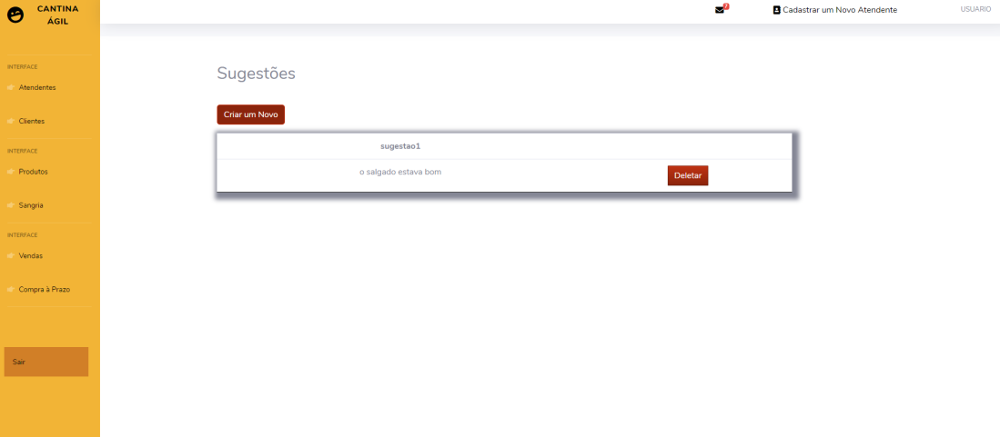 CANTINA
ÁGIL
7
Cadastrar um Novo Atendente
USUARIO
INTERFACE
Atendentes
Clientes
INTERFACE
Produtos
Sangria
INTERFACE
Vendas
Compra à Prazo
Sair
Sugestões
Criar um Novo
sugestao1
o salgado estava bom
Deletar